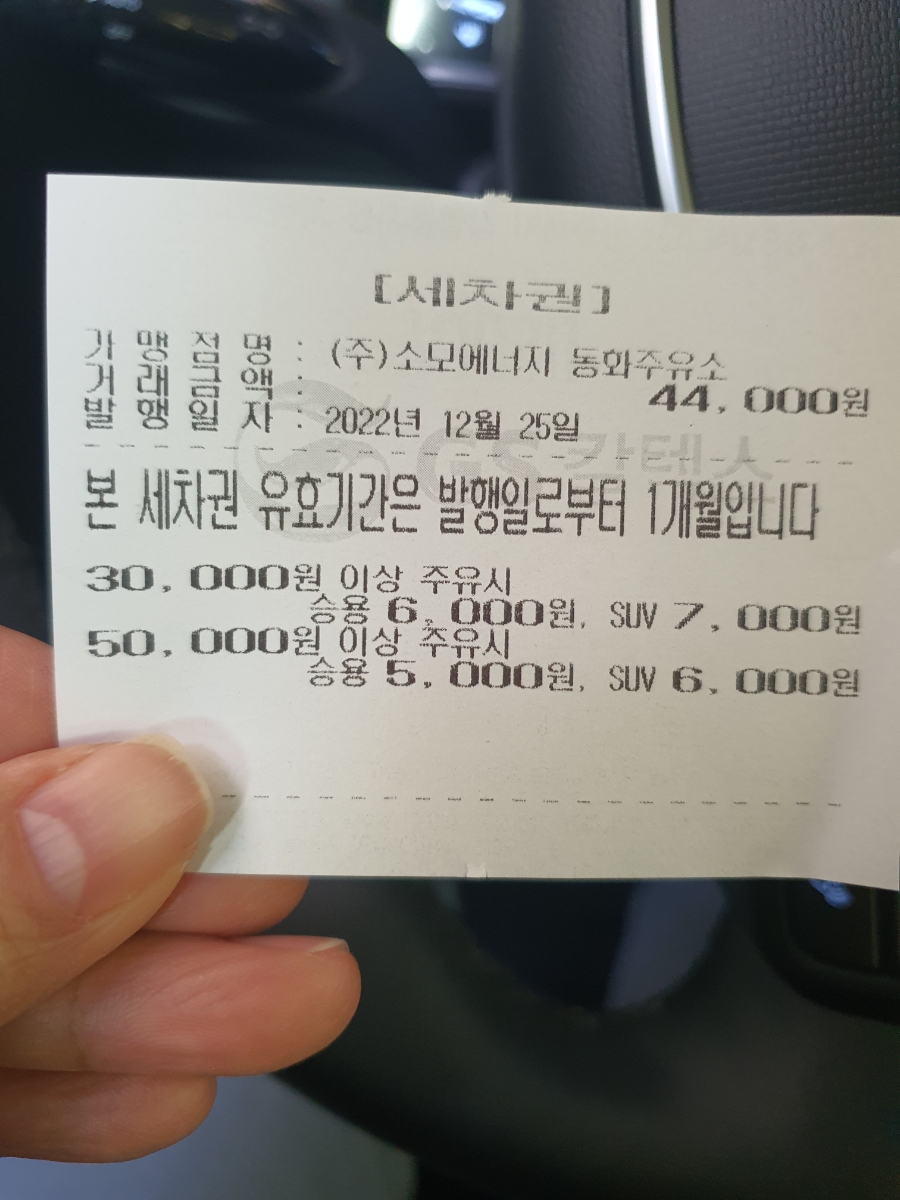 [세차권]
가 맹 점 명 : (주)소모에너지 동화주유소
거 래 금 액 : 44,000원
발 행 일 자 : 2022년 12월 25일
GS칼텍스
본 세차권 유효기간은 발행일로부터 1개월입니다
30,000원 이상 주유시
승용 6,000원, SUV 7,000원
50,000원 이상 주유시
승용 5,000원, SUV 6,000원